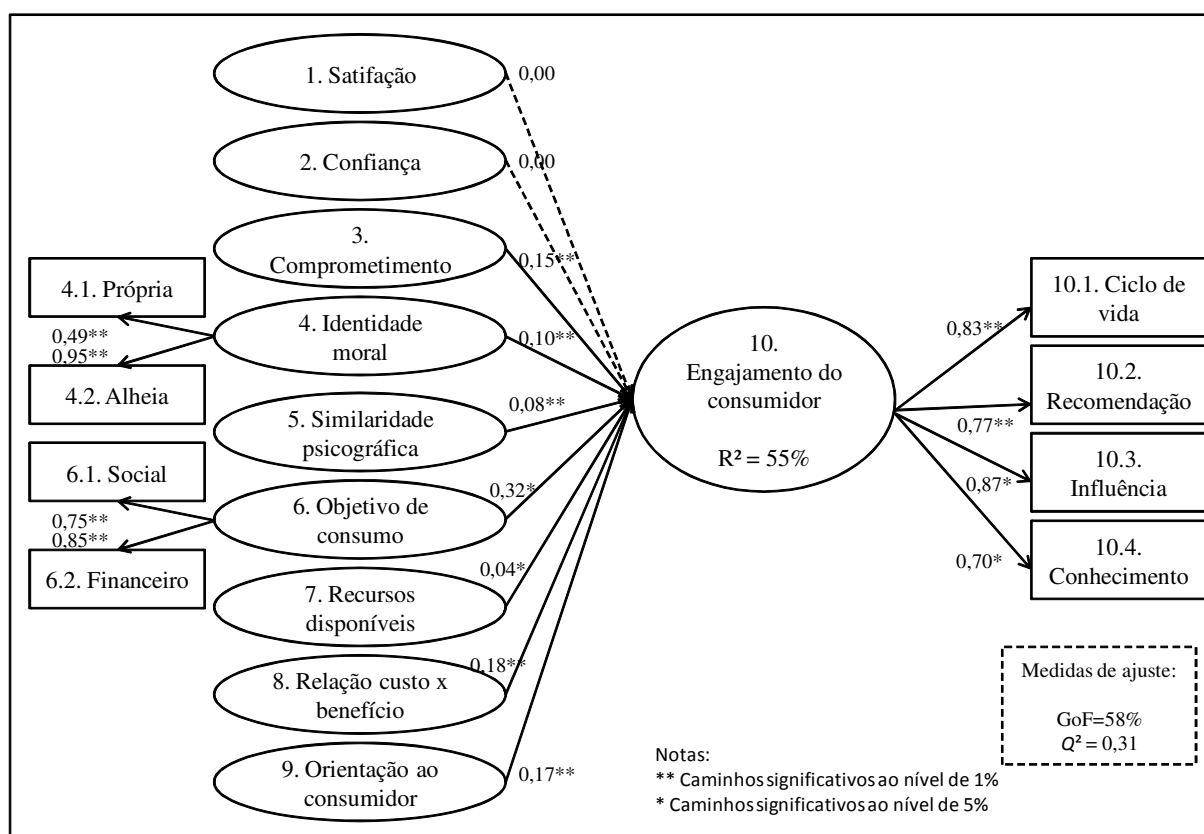 1. Satifação
0,00
2. Confiança
0,00
3.
Comprometimento
0,15**
4.1. Própria
0,49**
0,95**
4.2. Alheia
4. Identidade
moral
0,10**
5. Similaridade
psicográfica
0,08**
6.1. Social
0,75**
0,85**
6.2. Financeiro
6. Objetivo de
consumo
0,32*
7. Recursos
disponíveis
0,04*
8. Relação custo x
benefício
0,18**
9. Orientação ao
consumidor
0,17**
10.
Engajamento do
consumidor
R² = 55%
0,83**
10.1. Ciclo de
vida
0,77**
10.2.
Recomendação
0,87*
10.3.
Influência
0,70*
10.4.
Conhecimento
Medidas de ajuste:
GoF=58%
Q² = 0,31
Notas:
** Caminhos significativos ao nível de 1%
* Caminhos significativos ao nível de 5%